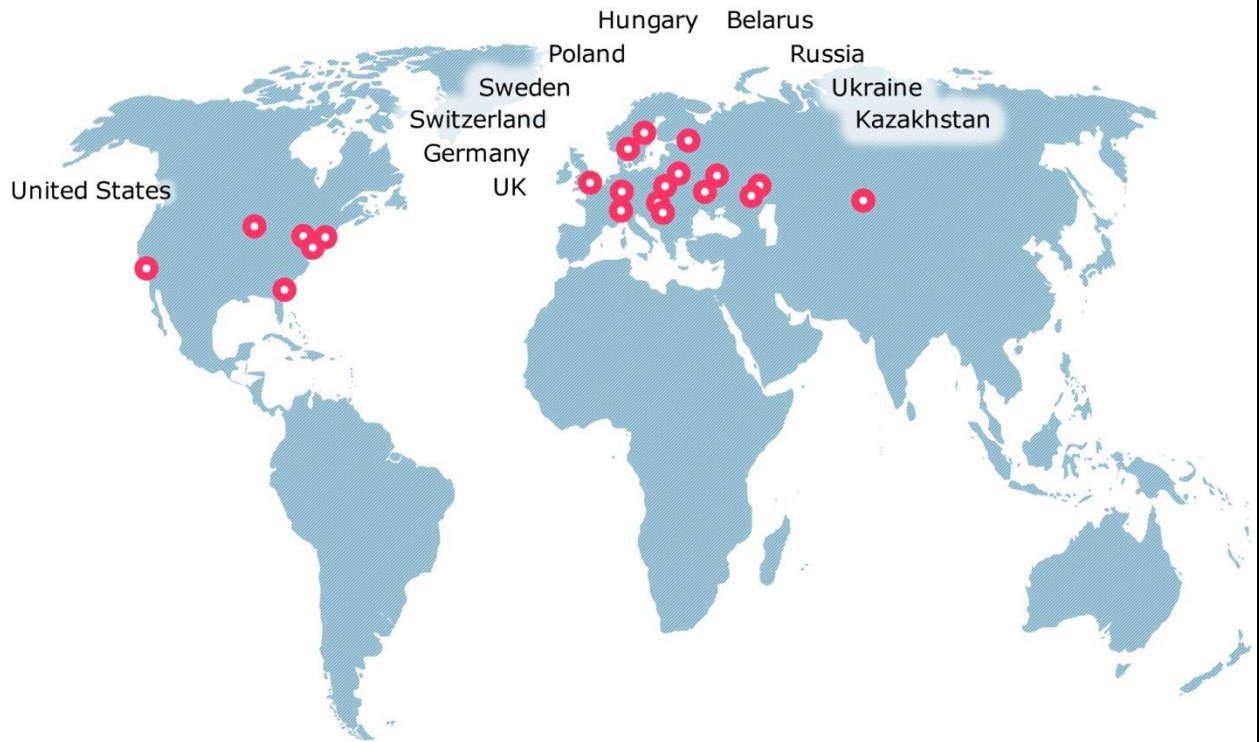 Hungary Belarus
Poland Russia
Sweden Ukraine
Switzerland Kazakhstan
Germany
United States UK